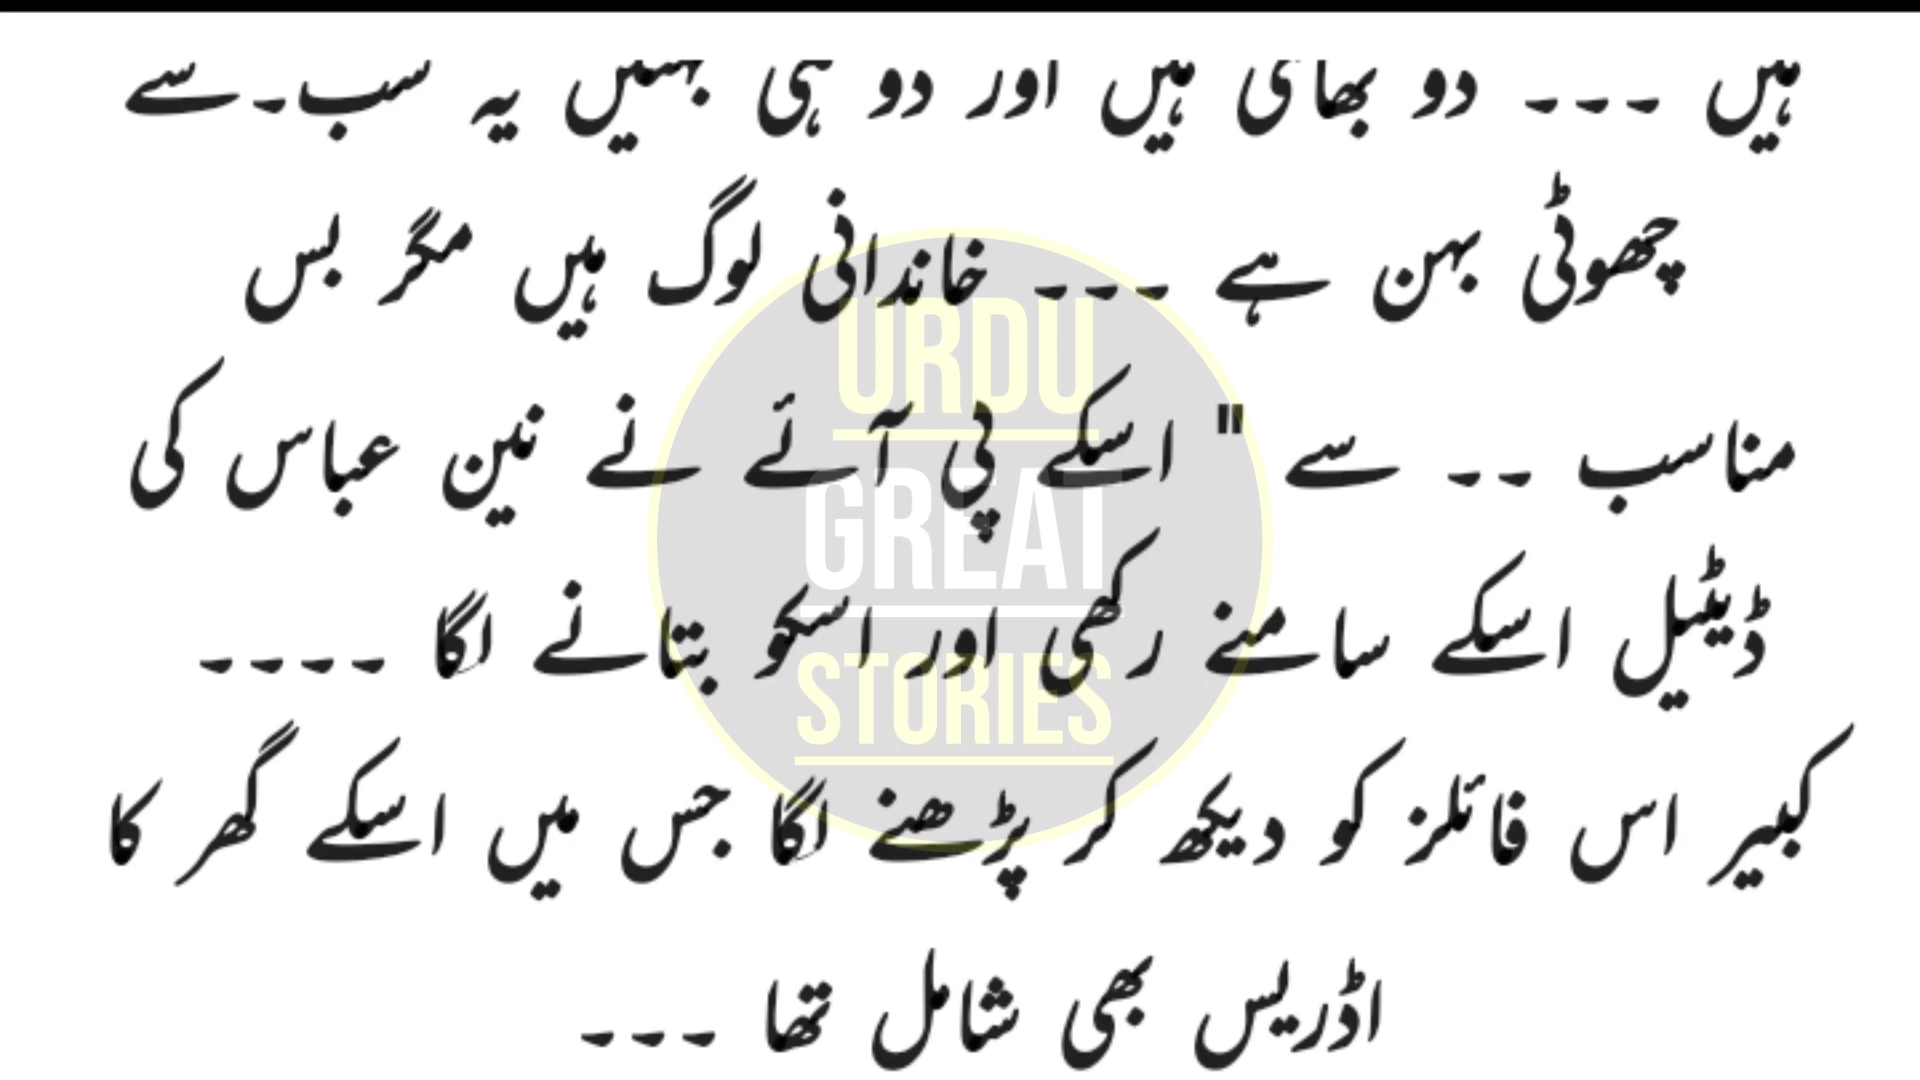 ہیں ۔۔۔ دو بھائی ہیں اور دو ہی بہنیں یہ سب۔سے
چھوٹی بہن ہے ۔۔۔ خاندانی لوگ ہیں مگر بس
مناسب ۔۔ سے " اسکے پی آئے نے نین عباس کی
ڈیٹیل اسکے سامنے رکھی اور اسکو بتانے لگا ۔۔۔۔
کبیر اس فائلز کو دیکھ کر پڑھنے لگا جس میں اسکے گھر کا
اڈریس بھی شامل تھا ۔۔۔
URDU
GREAT
STORIES